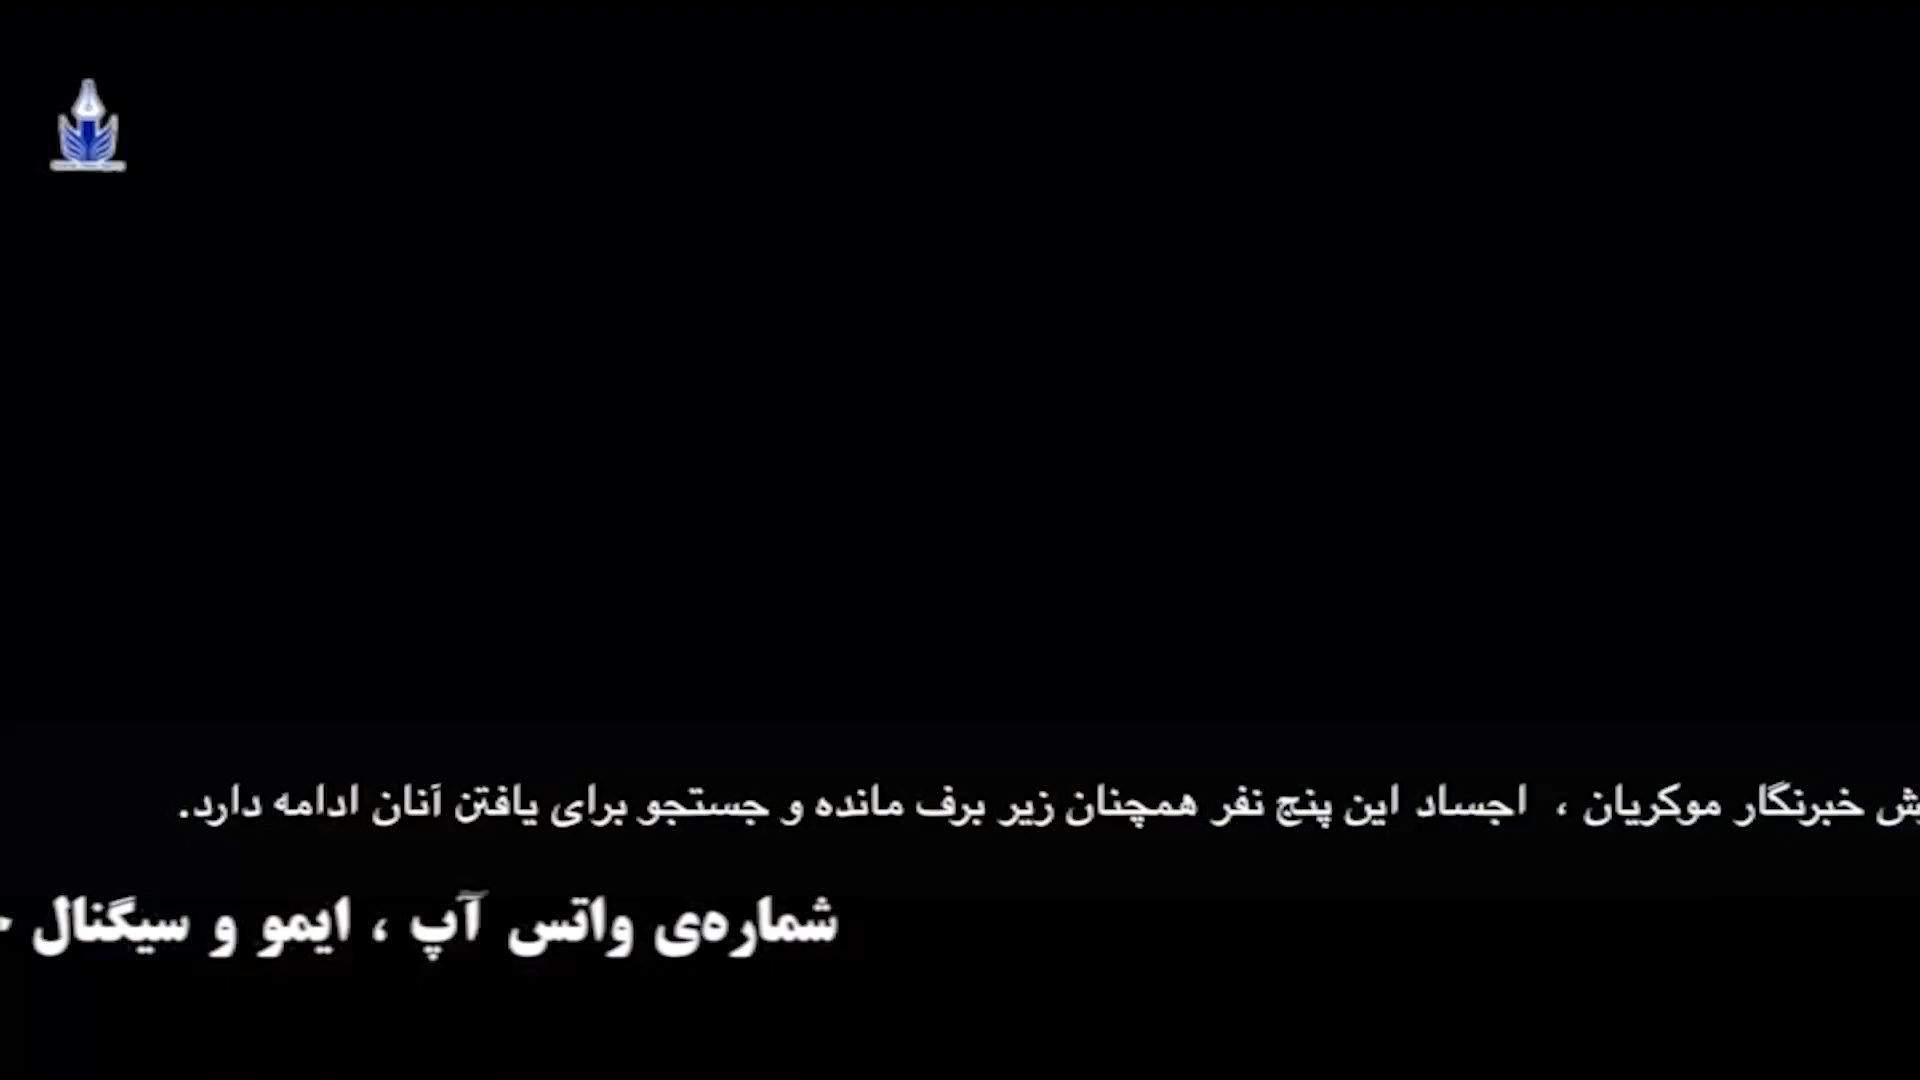 خبرنگار موکریان ، اجساد این پنج نفر همچنان زیر برف مانده و جستجو برای یافتن آنان ادامه دارد.
شماره‌ی واتس آپ ، ایمو و سیگنال